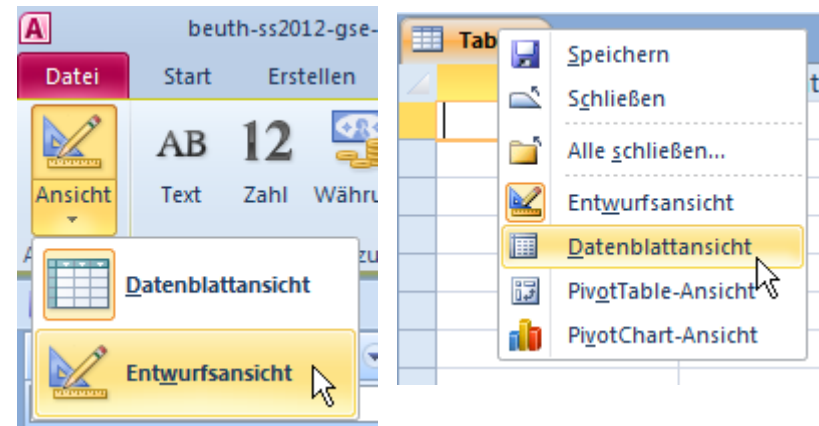 A beuth-ss2012-gse-
Datei Start Erstellen
AB 12
Ansicht Text Zahl Währu
A zu
Datenblattansicht
Entwurfsansicht
Tab
t
Speichern
Schließen
Alle schließen...
Entwurfsansicht
Datenblattansicht
PivotTable-Ansicht
PivotChart-Ansicht